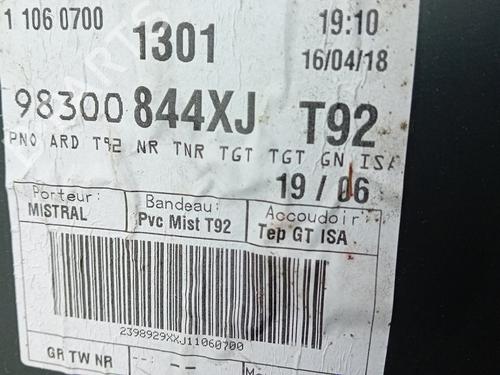 1 106 0700
1301
19:10
16/04/18
98300 844XJ T92
PNO ARD T92 NR TNR TGT TGT GN ISA
19 / 06
Porteur:
MISTRAL
Bandeau:
Pvc Mist T92
Accoudoir:
Tep GT ISA
2398929XXJ11060700
GR TW NR
--:--